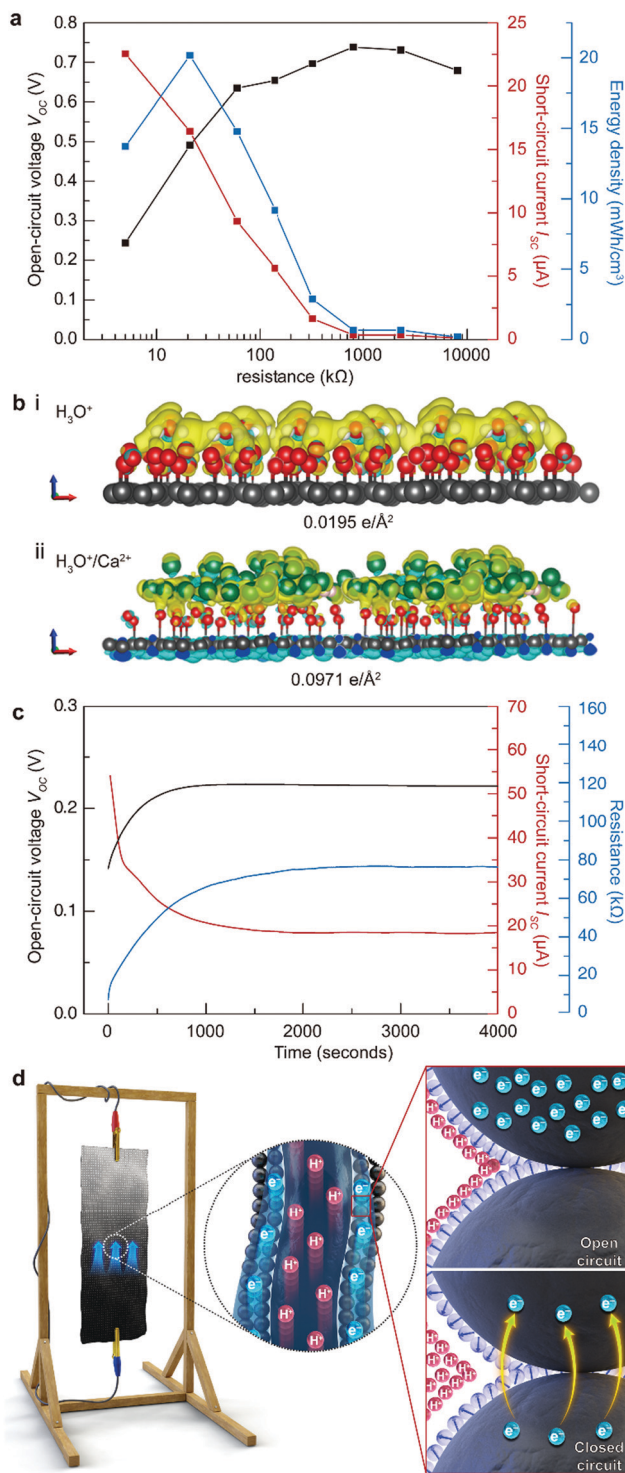 a
Open-circuit voltage V_OC (V)
0.8
0.7
0.6
0.5
0.4
0.3
0.2
0.1
0.0
10
100
1000
10000
resistance (kΩ)
25
20
15
10
5
0
Short-circuit current I_SC (µA)
20
15
10
5
0
Energy density (mWh/cm³)
b i
H₃O⁺
0.0195 e/Å²
ii
H₃O⁺/Ca²⁺
0.0971 e/Å²
c
Open-circuit voltage V_OC (V)
0.3
0.2
0.1
0.0
0
1000
2000
3000
4000
Time (seconds)
70
60
50
40
30
20
10
0
Short-circuit current I_SC (µA)
160
140
120
100
80
60
40
20
0
Resistance (kΩ)
d
H⁺
H⁺
H⁺
H⁺
H⁺
H⁺
H⁺
H⁺
e⁻
e⁻
e⁻
e⁻
e⁻
Open
circuit
e⁻
e⁻
e⁻
e⁻
e⁻
e⁻
Closed
circuit